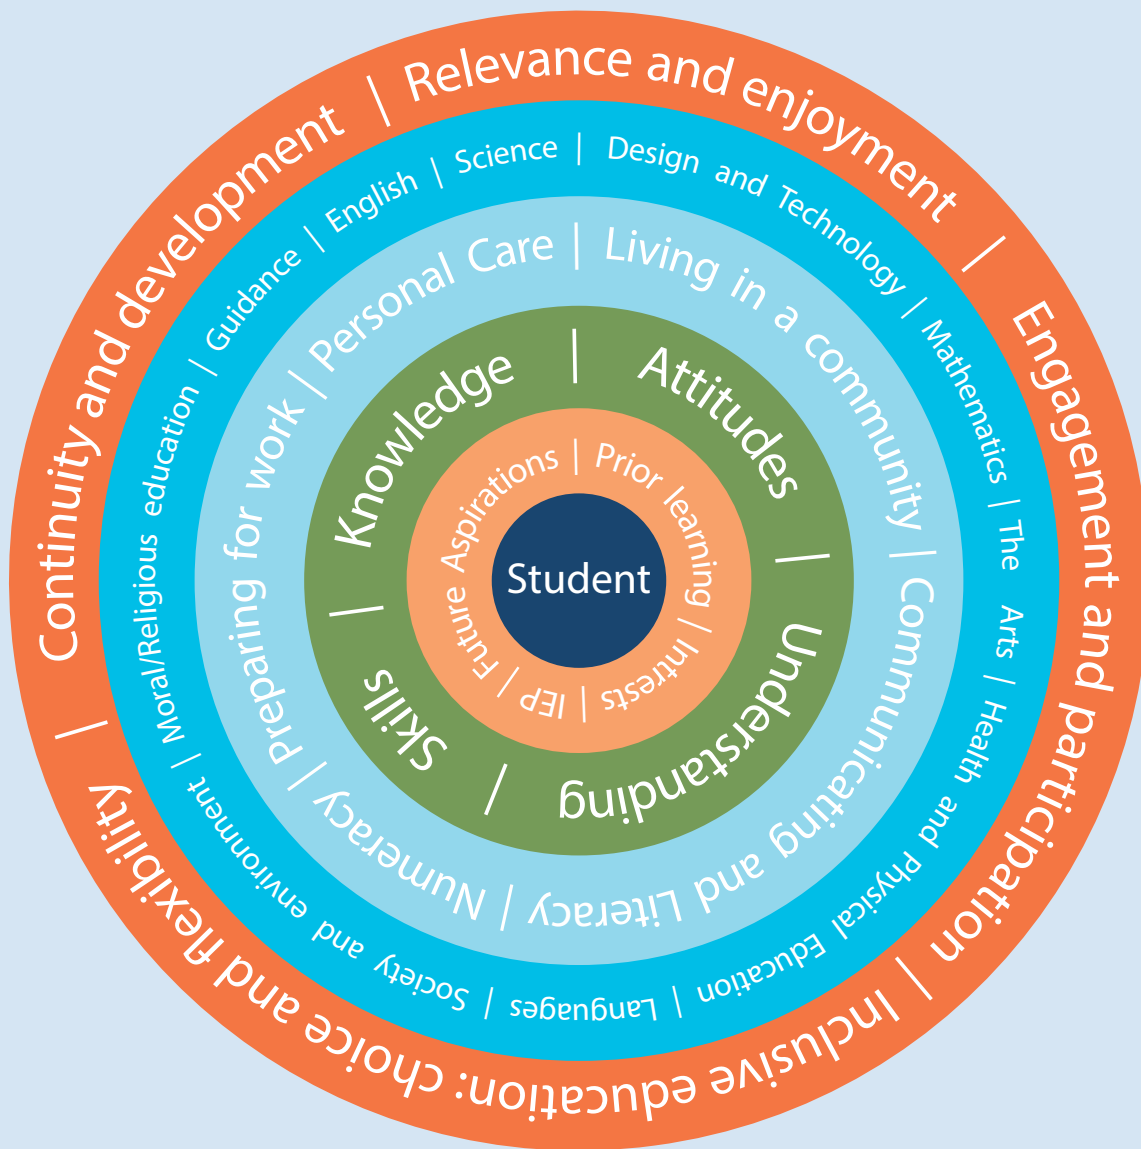 Continuity and development | Relevance and enjoyment | Engagement and participation | Inclusive education: choice and flexibility |
Guidance | English | Science | Design and Technology | Mathematics | The Arts | Health and Physical Education | Languages | Society and environment | Moral/Religious education |
Personal Care | Living in a community | Communicating and Literacy | Numeracy | Preparing for work |
Knowledge | Attitudes | Understanding | Skills |
Future Aspirations | Prior learning | Intrests | IEP |
Student